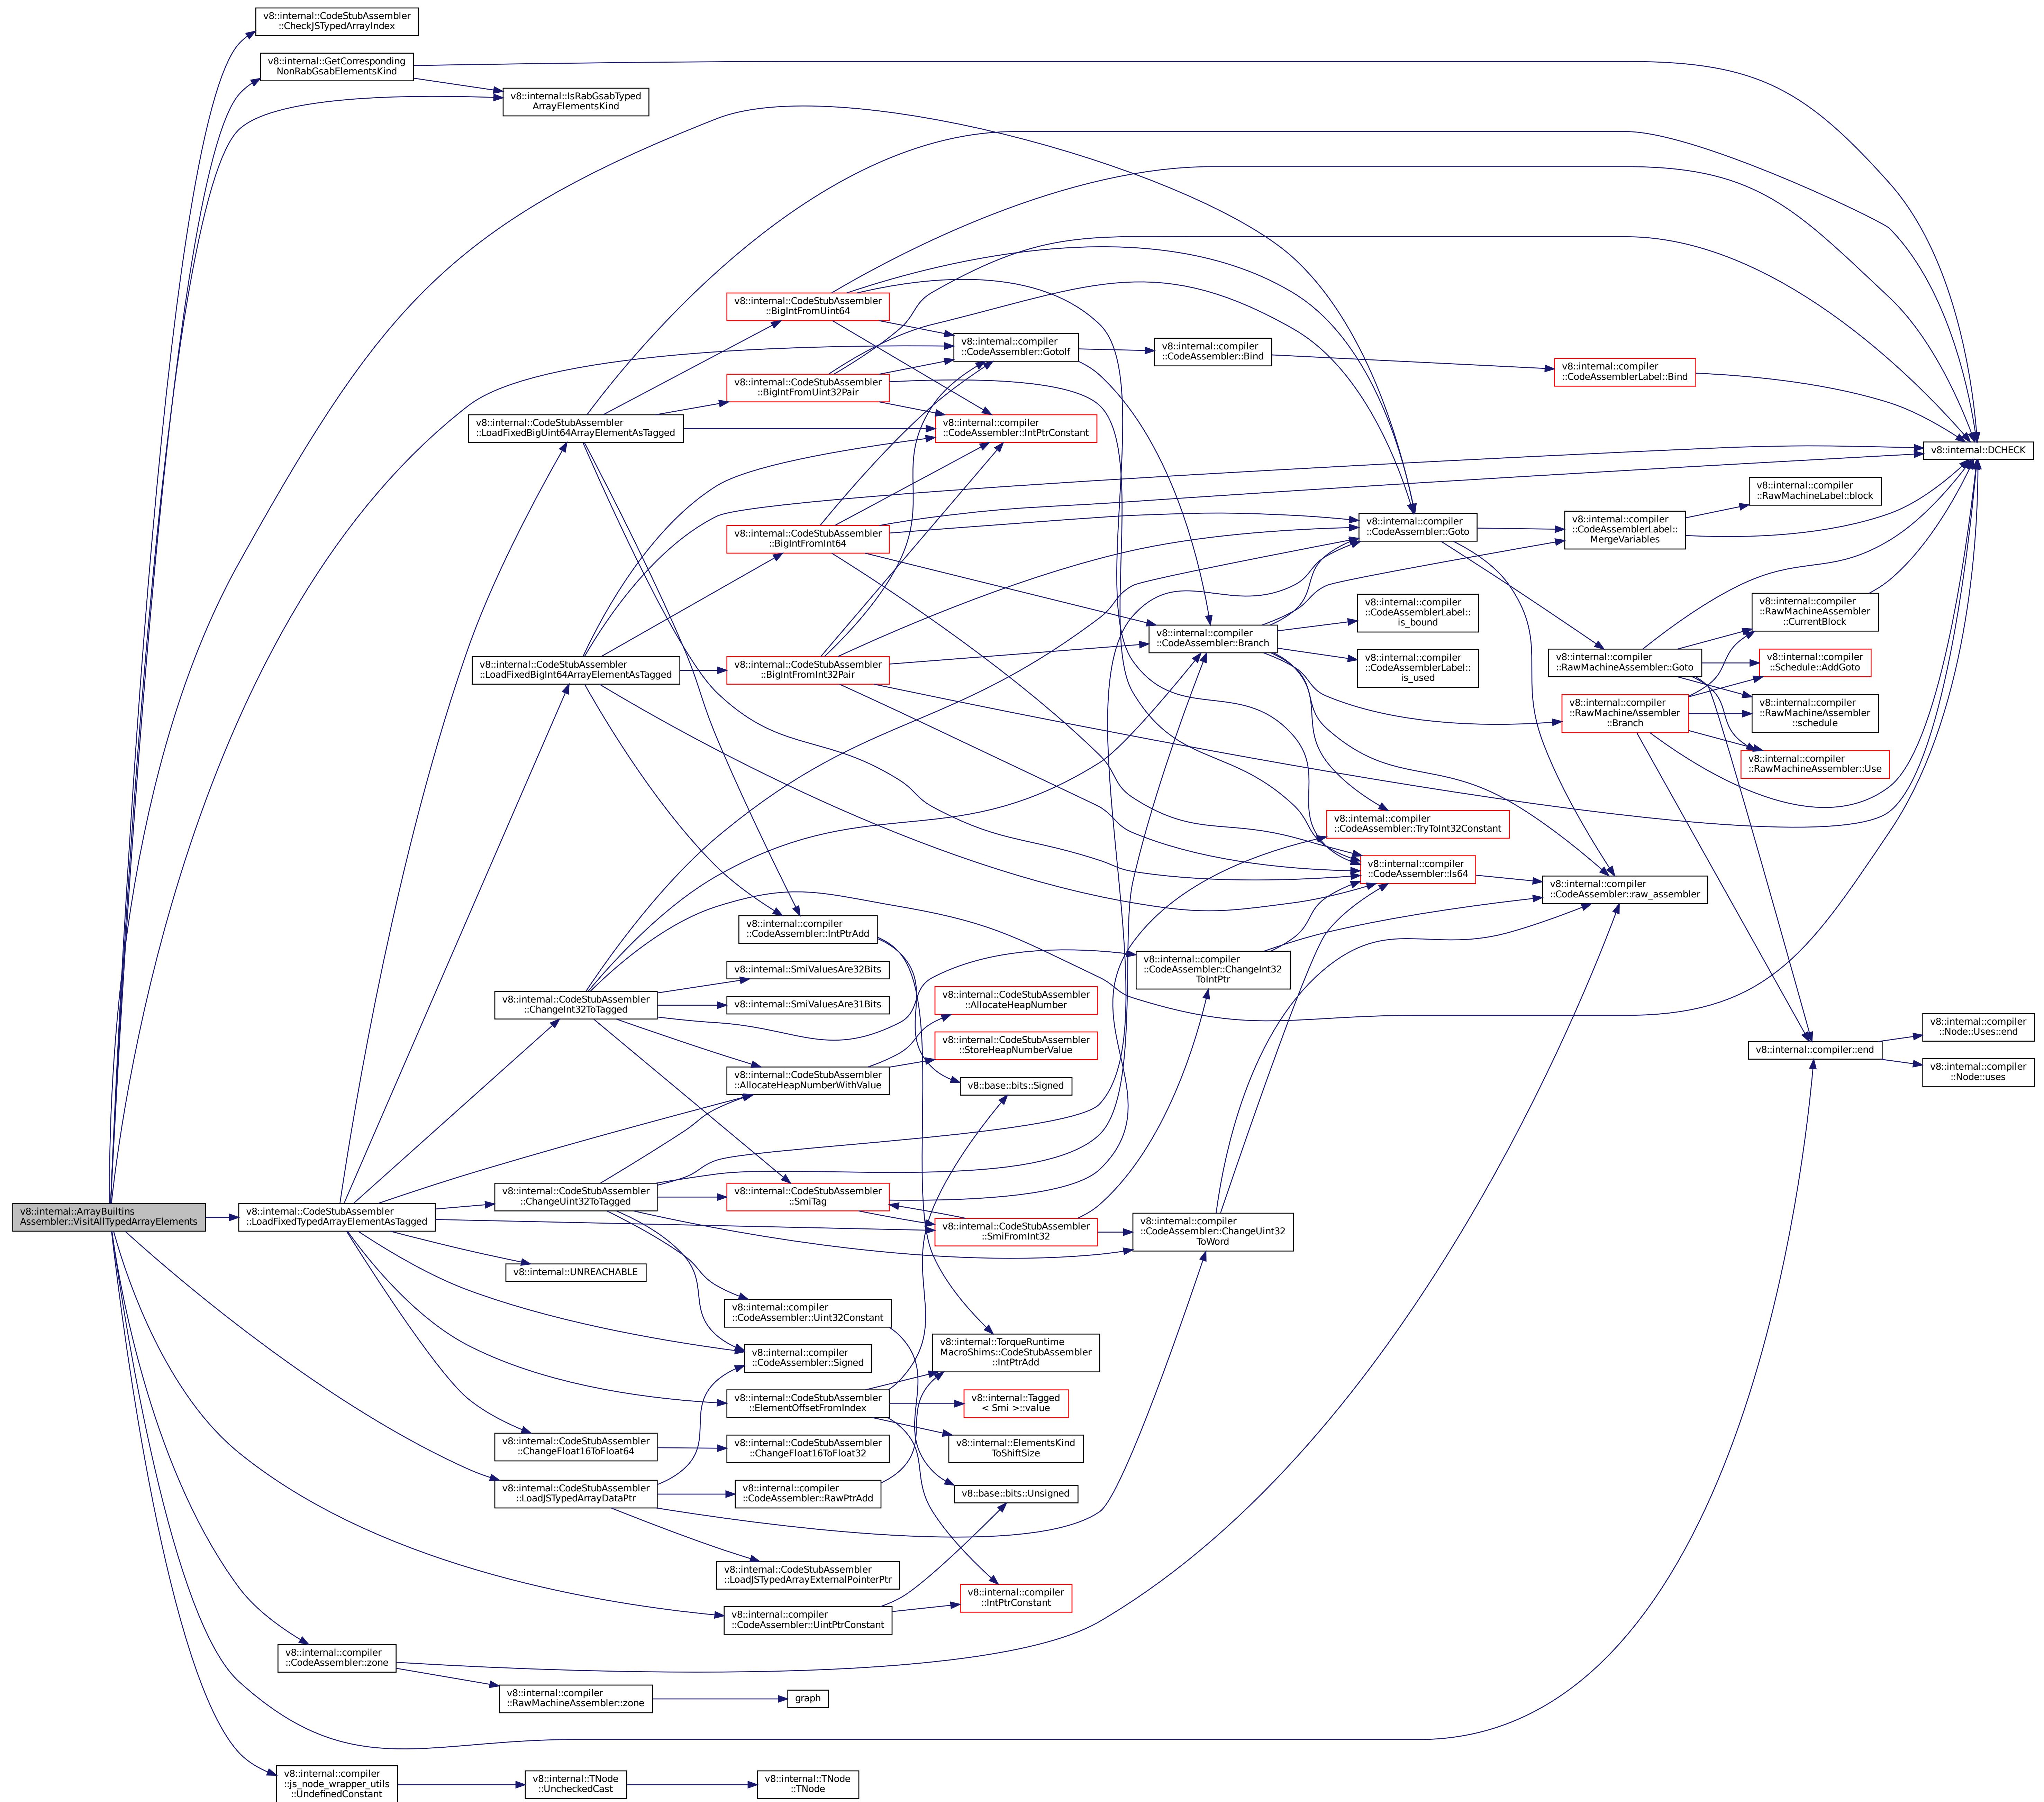 v8::internal::ArrayBuiltins
Assembler::VisitAllTypedArrayElements
v8::internal::CodeStubAssembler
::CheckJSTypedArrayIndex
v8::internal::GetCorresponding
NonRabGsabElementsKind
v8::internal::CodeStubAssembler
::LoadFixedTypedArrayElementAsTagged
v8::internal::compiler
::CodeAssembler::zone
v8::internal::compiler
::js_node_wrapper_utils
::UndefinedConstant
v8::internal::IsRabGsabTyped
ArrayElementsKind
v8::internal::CodeStubAssembler
::LoadFixedBigUint64ArrayElementAsTagged
v8::internal::CodeStubAssembler
::LoadFixedBigInt64ArrayElementAsTagged
v8::internal::CodeStubAssembler
::ChangeInt32ToTagged
v8::internal::CodeStubAssembler
::ChangeUint32ToTagged
v8::internal::UNREACHABLE
v8::internal::CodeStubAssembler
::ChangeFloat16ToFloat64
v8::internal::CodeStubAssembler
::LoadJSTypedArrayDataPtr
v8::internal::compiler
::RawMachineAssembler::zone
v8::internal::TNode
::UncheckedCast
v8::internal::CodeStubAssembler
::BigIntFromUint64
v8::internal::CodeStubAssembler
::BigIntFromUint32Pair
v8::internal::CodeStubAssembler
::BigIntFromInt64
v8::internal::CodeStubAssembler
::BigIntFromInt32Pair
v8::internal::compiler
::CodeAssembler::IntPtrAdd
v8::internal::SmiValuesAre32Bits
v8::internal::SmiValuesAre31Bits
v8::internal::CodeStubAssembler
::AllocateHeapNumberWithValue
v8::internal::CodeStubAssembler
::SmiTag
v8::internal::compiler
::CodeAssembler::Uint32Constant
v8::internal::compiler
::CodeAssembler::Signed
v8::internal::CodeStubAssembler
::ElementOffsetFromIndex
v8::internal::CodeStubAssembler
::ChangeFloat16ToFloat32
v8::internal::compiler
::CodeAssembler::RawPtrAdd
v8::internal::CodeStubAssembler
::LoadJSTypedArrayExternalPointerPtr
v8::internal::compiler
::CodeAssembler::UintPtrConstant
graph
v8::internal::TNode
::TNode
v8::internal::compiler
::CodeAssembler::GotoIf
v8::internal::compiler
::CodeAssembler::IntPtrConstant
v8::internal::CodeStubAssembler
::AllocateHeapNumber
v8::internal::CodeStubAssembler
::StoreHeapNumberValue
v8::base::bits::Signed
v8::internal::CodeStubAssembler
::SmiFromInt32
v8::internal::TorqueRuntime
MacroShims::CodeStubAssembler
::IntPtrAdd
v8::internal::Tagged
< Smi >::value
v8::internal::ElementsKind
ToShiftSize
v8::base::bits::Unsigned
v8::internal::compiler
::IntPtrConstant
v8::internal::compiler
::CodeAssembler::Bind
v8::internal::compiler
::CodeAssembler::Branch
v8::internal::compiler
::CodeAssembler::ChangeInt32
ToIntPtr
v8::internal::compiler
::CodeAssembler::ChangeUint32
ToWord
v8::internal::compiler
::CodeAssembler::Goto
v8::internal::compiler
::CodeAssemblerLabel::
is_bound
v8::internal::compiler
::CodeAssemblerLabel::
is_used
v8::internal::compiler
::CodeAssembler::TryToInt32Constant
v8::internal::compiler
::CodeAssembler::Is64
v8::internal::compiler
::CodeAssemblerLabel::Bind
v8::internal::compiler
::CodeAssemblerLabel::
MergeVariables
v8::internal::compiler
::RawMachineAssembler::Goto
v8::internal::compiler
::RawMachineAssembler
::Branch
v8::internal::compiler
::CodeAssembler::raw_assembler
v8::internal::compiler
::RawMachineLabel::block
v8::internal::compiler
::RawMachineAssembler
::CurrentBlock
v8::internal::compiler
::Schedule::AddGoto
v8::internal::compiler
::RawMachineAssembler
::schedule
v8::internal::compiler
::RawMachineAssembler::Use
v8::internal::compiler::end
v8::internal::DCHECK
v8::internal::compiler
::Node::Uses::end
v8::internal::compiler
::Node::uses